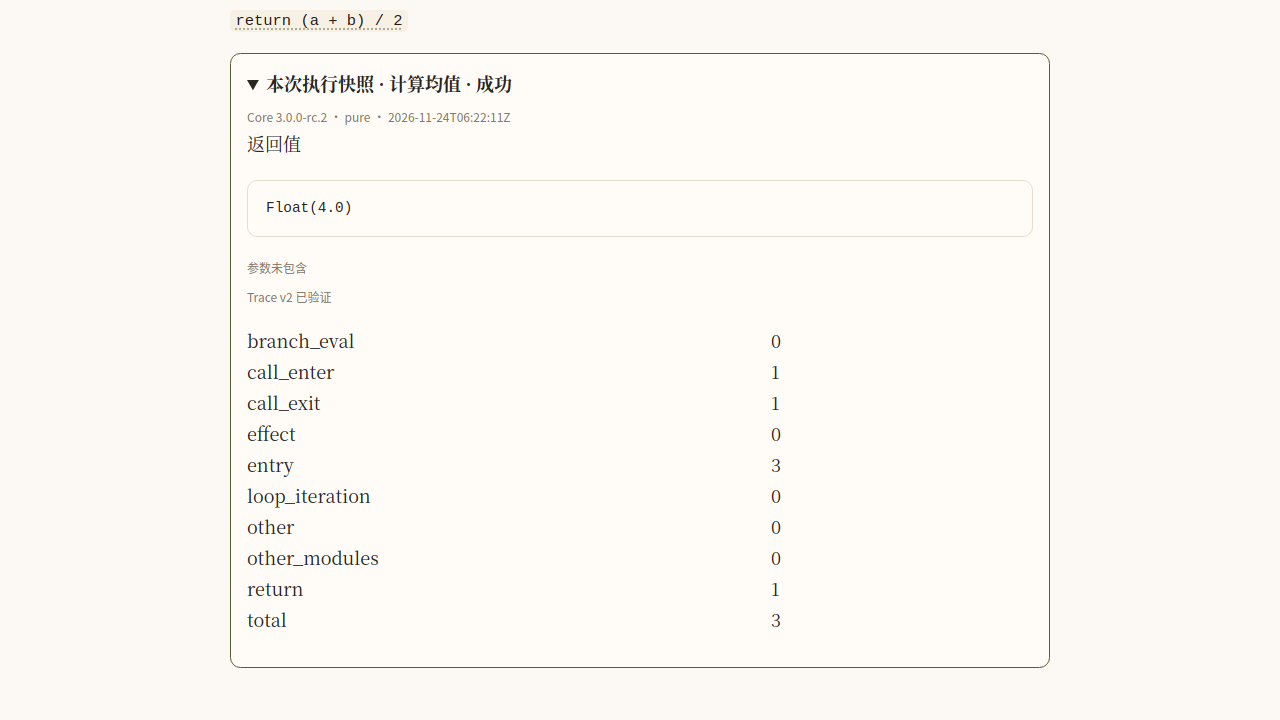 return (a + b) / 2
▼ 本次执行快照 · 计算均值 · 成功
Core 3.0.0-rc.2 · pure · 2026-11-24T06:22:11Z
返回值
Float(4.0)
参数未包含
Trace v2 已验证
branch_eval 0
call_enter 1
call_exit 1
effect 0
entry 3
loop_iteration 0
other 0
other_modules 0
return 1
total 3